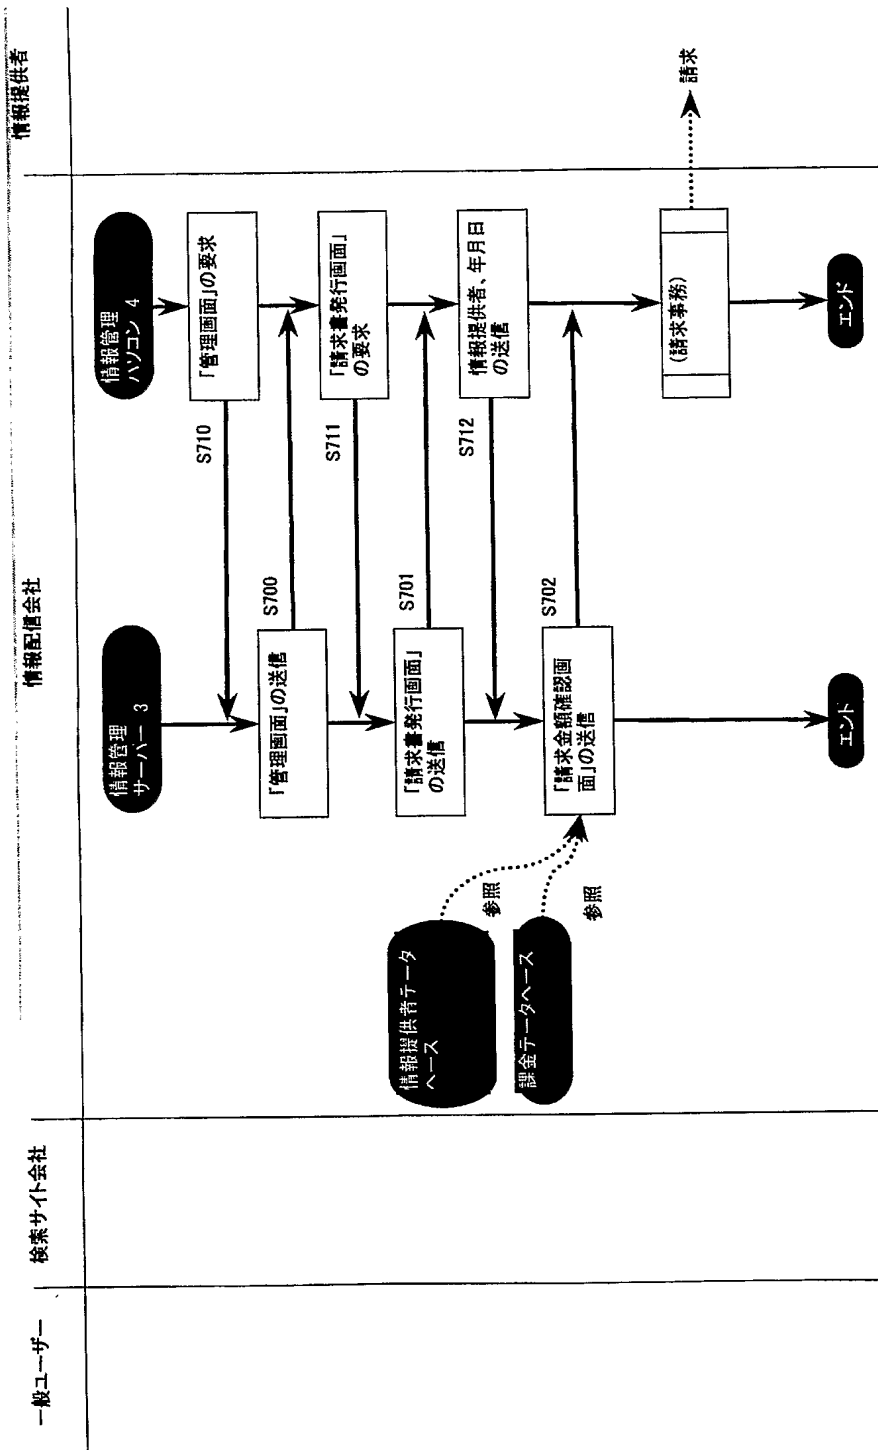 一般ユーザー
検索サイト会社
情報配信会社
情報提供者
情報管理
サーバー 3
情報管理
パソコン 4
S710
「管理画面」の要求
「管理画面」の送信
S700
S711
「請求書発行画面」
の要求
「請求書発行画面」
の送信
S701
S712
情報提供者、年月日
の送信
情報提供者データ
ベース
参照
課金データベース
参照
「請求金額確認画
面」の送信
S702
(請求事務)
請求
エンド
エンド